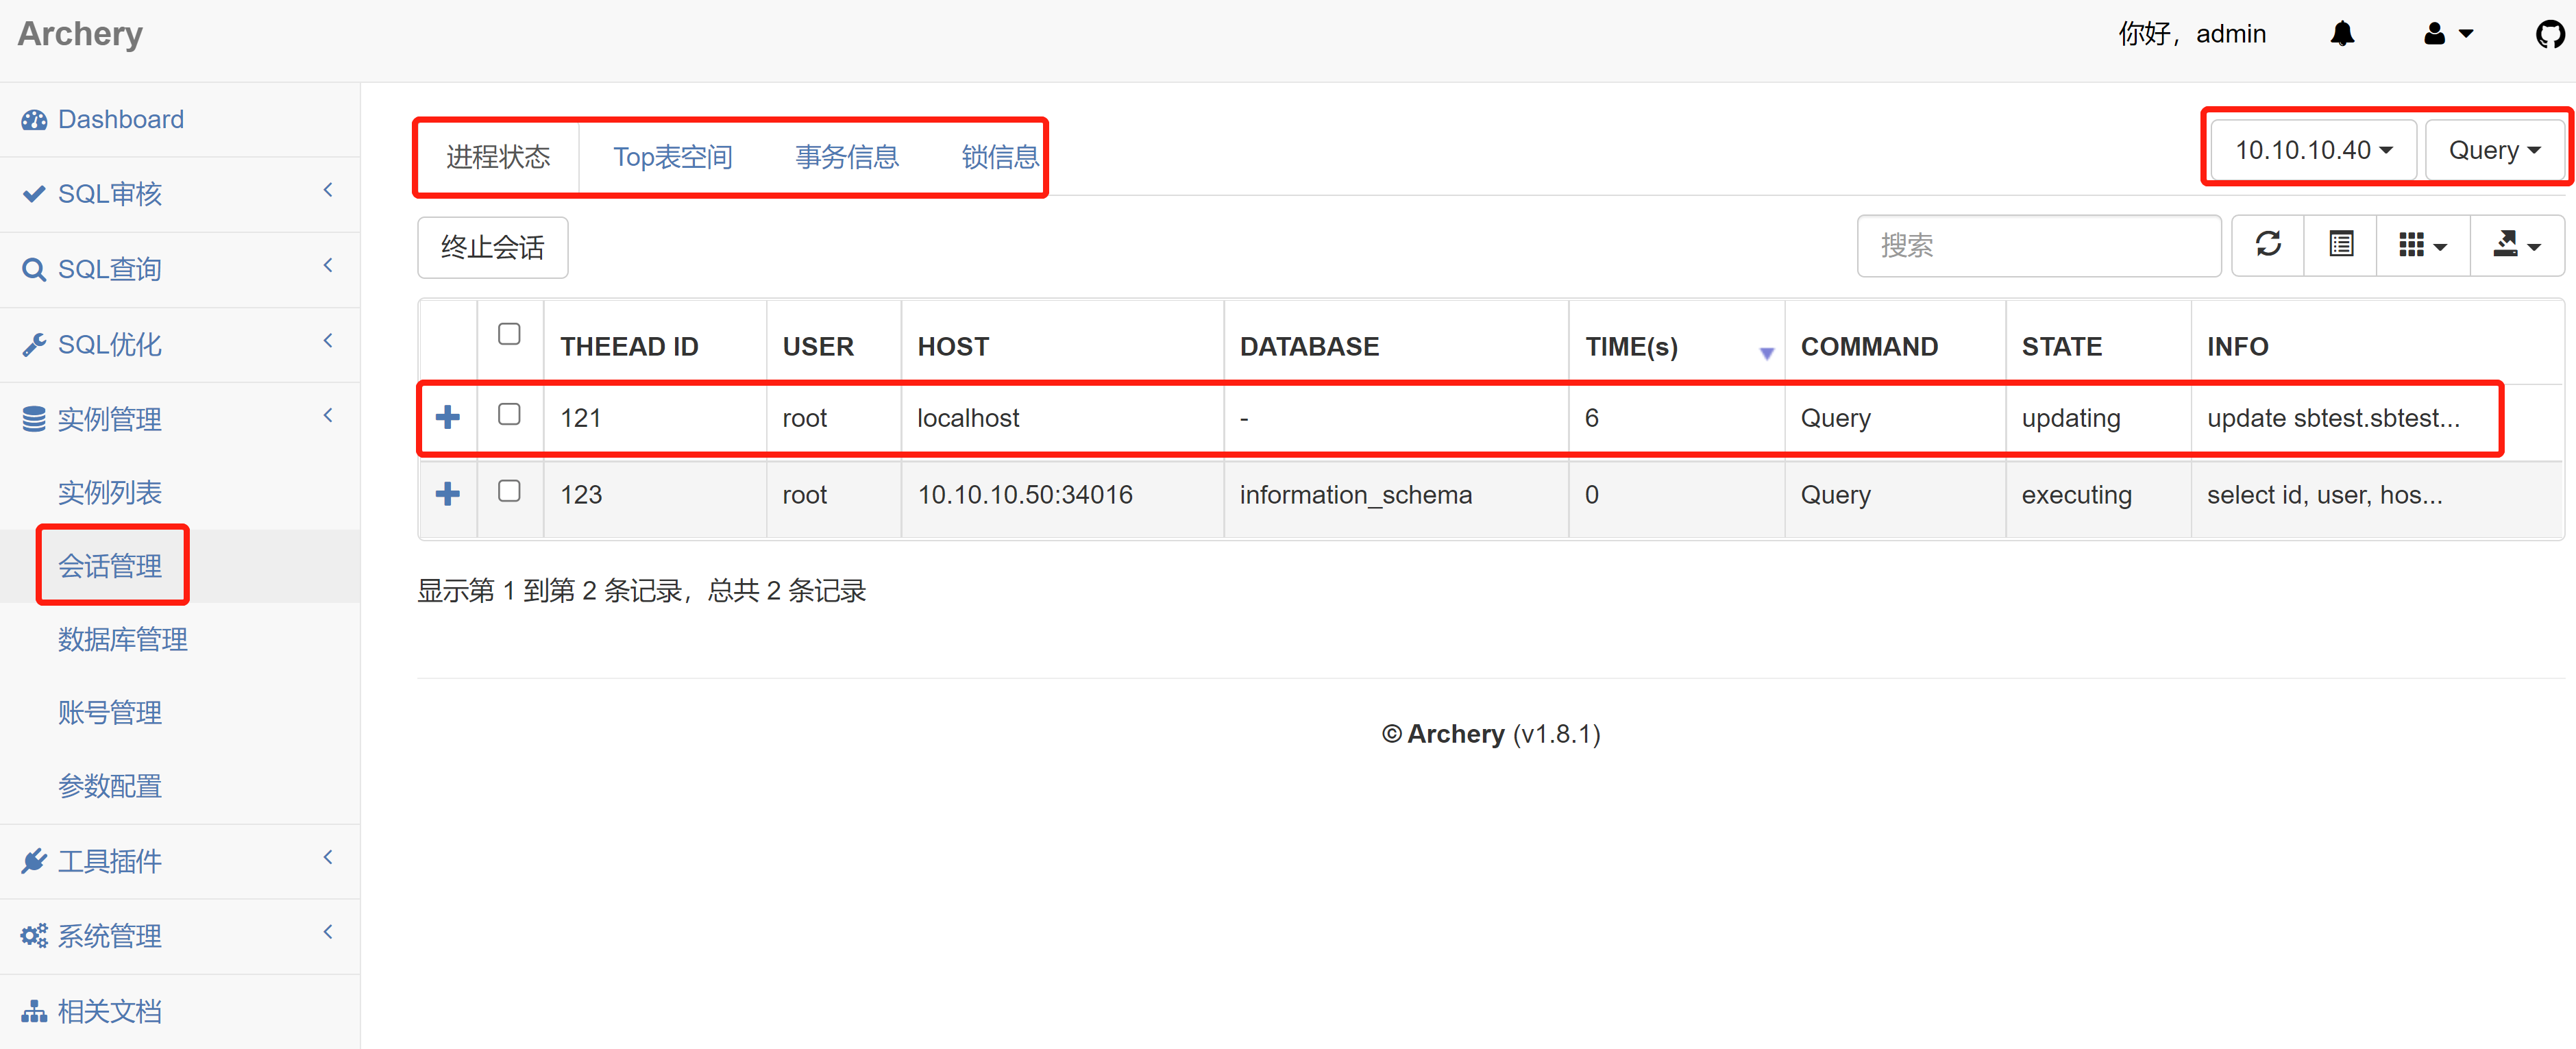 Archery
你好，admin
Dashboard
SQL审核
SQL查询
SQL优化
实例管理
实例列表
会话管理
数据库管理
账号管理
参数配置
工具插件
系统管理
相关文档
进程状态 Top表空间 事务信息 锁信息
10.10.10.40 Query
终止会话
搜索
THEEAD ID USER HOST DATABASE TIME(s) COMMAND STATE INFO
121 root localhost - 6 Query updating update sbtest.sbtest...
123 root 10.10.10.50:34016 information_schema 0 Query executing select id, user, hos...
显示第 1 到第 2 条记录，总共 2 条记录
© Archery (v1.8.1)